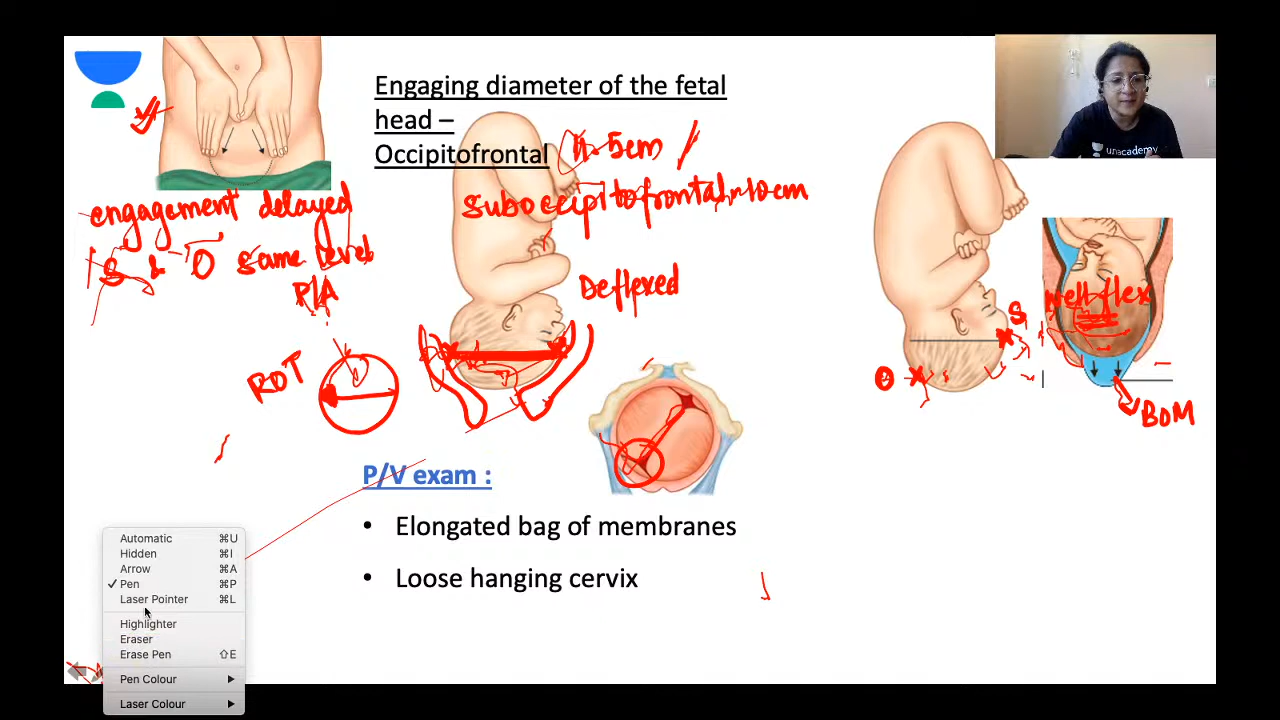 Engaging diameter of the fetal
head –
Occipitofrontal
11.5cm /
suboccipitofrontal, 10cm
unacademy
engagement delayed
S & O same level
P/A
Deflexed
ROT
well flex
S
O
BOM
P/V exam :
• Elongated bag of membranes
• Loose hanging cervix
Automatic ⌘U
Hidden ⌘I
Arrow ⌘A
✓ Pen ⌘P
Laser Pointer ⌘L
Highlighter
Eraser
Erase Pen ⇧E
Pen Colour ▶
Laser Colour ▶